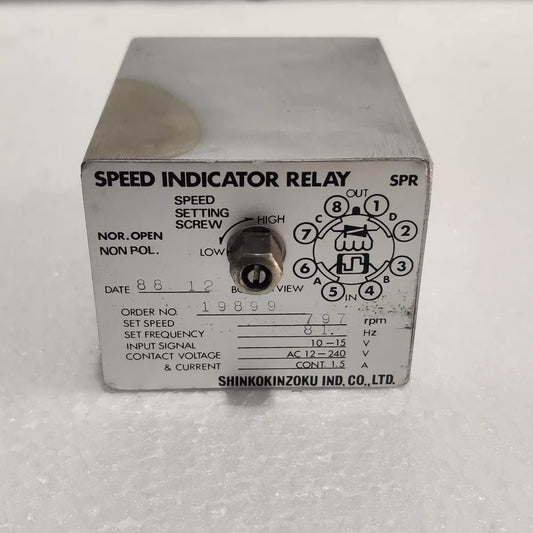 SPEED INDICATOR RELAY SPR
SPEED
SETTING
SCREW
HIGH
LOW
NOR. OPEN
NON POL.
OUT
8 1
C D
7 2
6 3
A B
5 4
IN
DATE 88 12
VIEW
ORDER NO. 19899
SET SPEED 797 rpm
SET FREQUENCY 81. Hz
INPUT SIGNAL 10-15 V
CONTACT VOLTAGE AC 12-240 V
& CURRENT CONT. 1.5 A
SHINKOKINZOKU IND. CO., LTD.